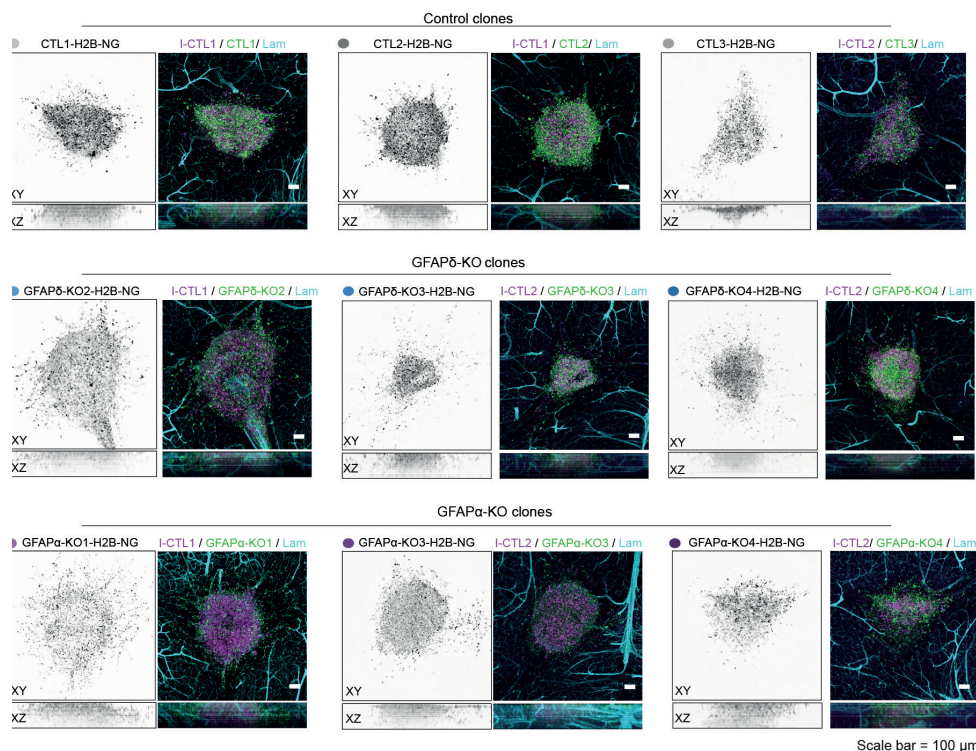 Control clones
CTL1-H2B-NG I-CTL1 / CTL1/ Lam CTL2-H2B-NG I-CTL1 / CTL2/ Lam CTL3-H2B-NG I-CTL2 / CTL3/ Lam
XY XY XY
XZ XZ XZ
GFAPδ-KO clones
GFAPδ-KO2-H2B-NG I-CTL1 / GFAPδ-KO2 / Lam GFAPδ-KO3-H2B-NG I-CTL2 / GFAPδ-KO3 / Lam GFAPδ-KO4-H2B-NG I-CTL2 / GFAPδ-KO4 / Lam
XY XY XY
XZ XZ XZ
GFAPα-KO clones
GFAPα-KO1-H2B-NG I-CTL1 / GFAPα-KO1 / Lam GFAPα-KO3-H2B-NG I-CTL2 / GFAPα-KO3 / Lam GFAPα-KO4-H2B-NG I-CTL2/ GFAPα-KO4 / Lam
XY XY XY
XZ XZ XZ
Scale bar = 100 µm